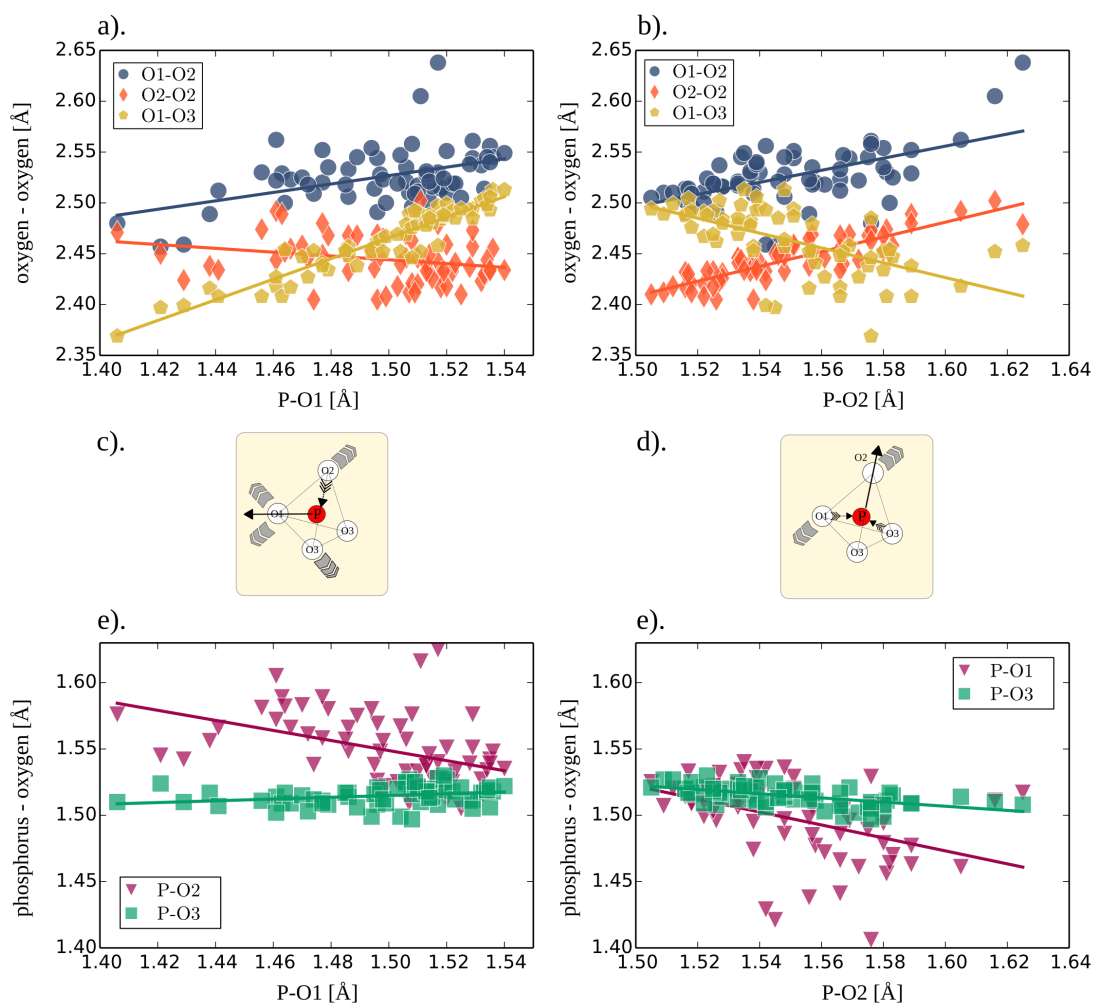 a).
2.65
2.60
2.55
2.50
2.45
2.40
2.35
oxygen - oxygen [Å]
O1-O2
O2-O2
O1-O3
1.40 1.42 1.44 1.46 1.48 1.50 1.52 1.54
P-O1 [Å]
b).
2.65
2.60
2.55
2.50
2.45
2.40
2.35
oxygen - oxygen [Å]
O1-O2
O2-O2
O1-O3
1.50 1.52 1.54 1.56 1.58 1.60 1.62 1.64
P-O2 [Å]
c).
O2
O1
P
O3
O3
d).
O2
O1
P
O3
O3
e).
1.60
1.55
1.50
1.45
1.40
phosphorus - oxygen [Å]
P-O2
P-O3
1.40 1.42 1.44 1.46 1.48 1.50 1.52 1.54
P-O1 [Å]
e).
1.60
1.55
1.50
1.45
1.40
phosphorus - oxygen [Å]
P-O1
P-O3
1.50 1.52 1.54 1.56 1.58 1.60 1.62 1.64
P-O2 [Å]